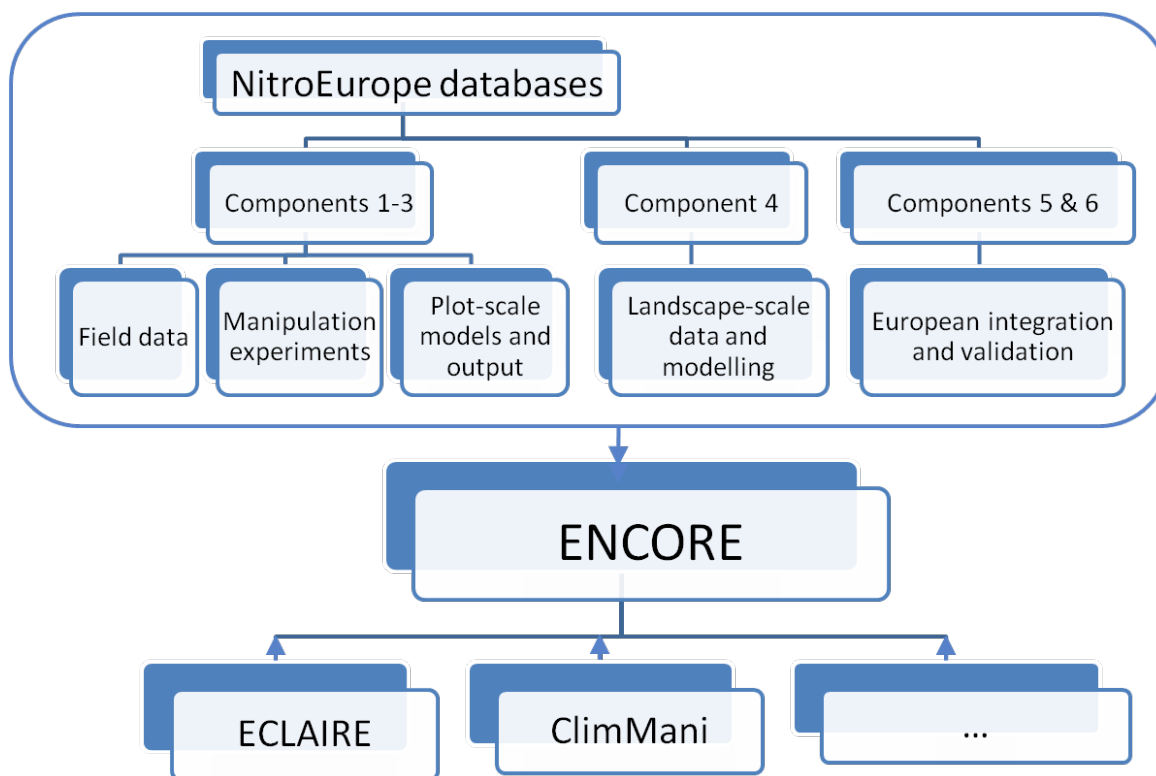 NitroEurope databases
Components 1-3
Component 4
Components 5 & 6
Field data
Manipulation
experiments
Plot-scale
models and
output
Landscape-scale
data and
modelling
European integration
and validation
ENCORE
ECLAIRE
ClimMani
...